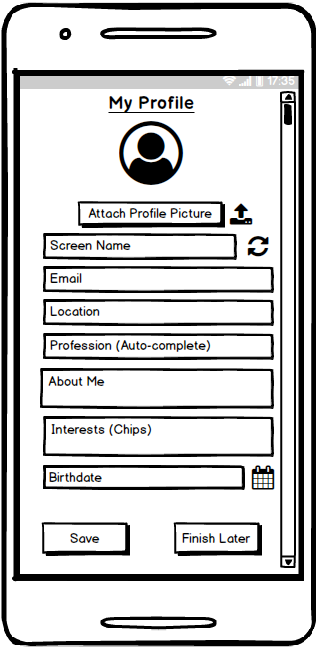 17:35
My Profile
Attach Profile Picture
Screen Name
Email
Location
Profession (Auto-complete)
About Me
Interests (Chips)
Birthdate
Save
Finish Later